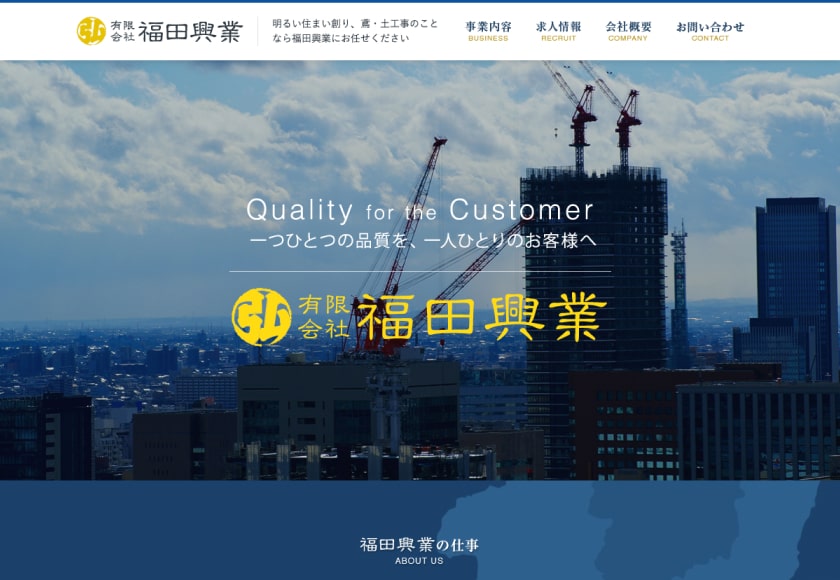 有限会社 福田興業
明るい住まい創り、鳶・土工事のこと
なら福田興業にお任せください
事業内容
BUSINESS
求人情報
RECRUIT
会社概要
COMPANY
お問い合わせ
CONTACT
Quality for the Customer
一つひとつの品質を、一人ひとりのお客様へ
有限会社 福田興業
福田興業の仕事
ABOUT US